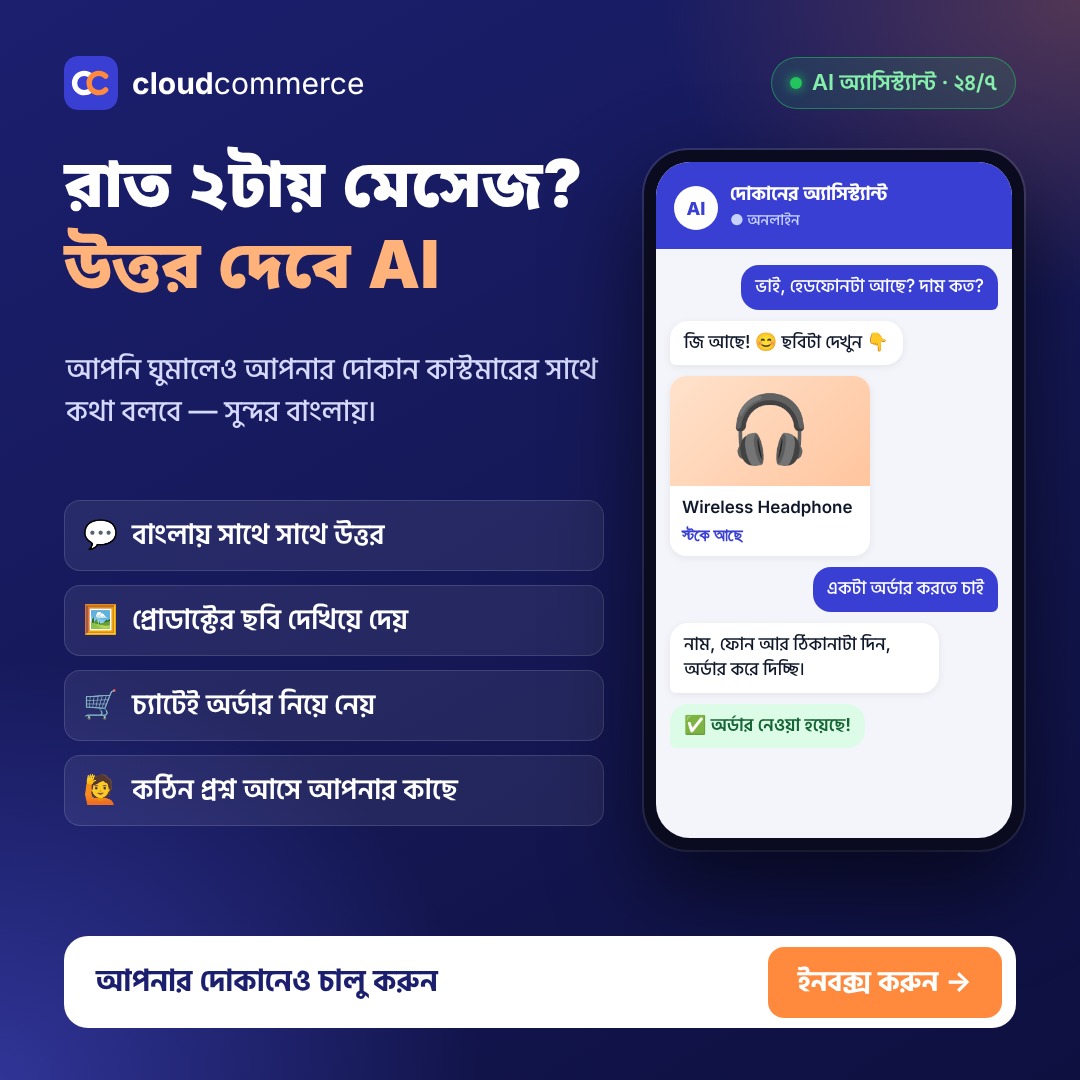 cloudcommerce
AI অ্যাসিস্ট্যান্ট · ২৪/৭
রাত ২টায় মেসেজ?
উত্তর দেবে AI
আপনি ঘুমালেও আপনার দোকান কাস্টমারের সাথে
কথা বলবে — সুন্দর বাংলায়।
💬 বাংলায় সাথে সাথে উত্তর
🖼️ প্রোডাক্টের ছবি দেখিয়ে দেয়
🛒 চ্যাটেই অর্ডার নিয়ে নেয়
🙋 কঠিন প্রশ্ন আসে আপনার কাছে
AI
দোকানের অ্যাসিস্ট্যান্ট
অনলাইন
ভাই, হেডফোনটা আছে? দাম কত?
জি আছে! 😊 ছবিটা দেখুন 👇
Wireless Headphone
স্টকে আছে
একটা অর্ডার করতে চাই
নাম, ফোন আর ঠিকানাটা দিন,
অর্ডার করে দিচ্ছি।
✅ অর্ডার নেওয়া হয়েছে!
আপনার দোকানেও চালু করুন
ইনবক্স করুন →